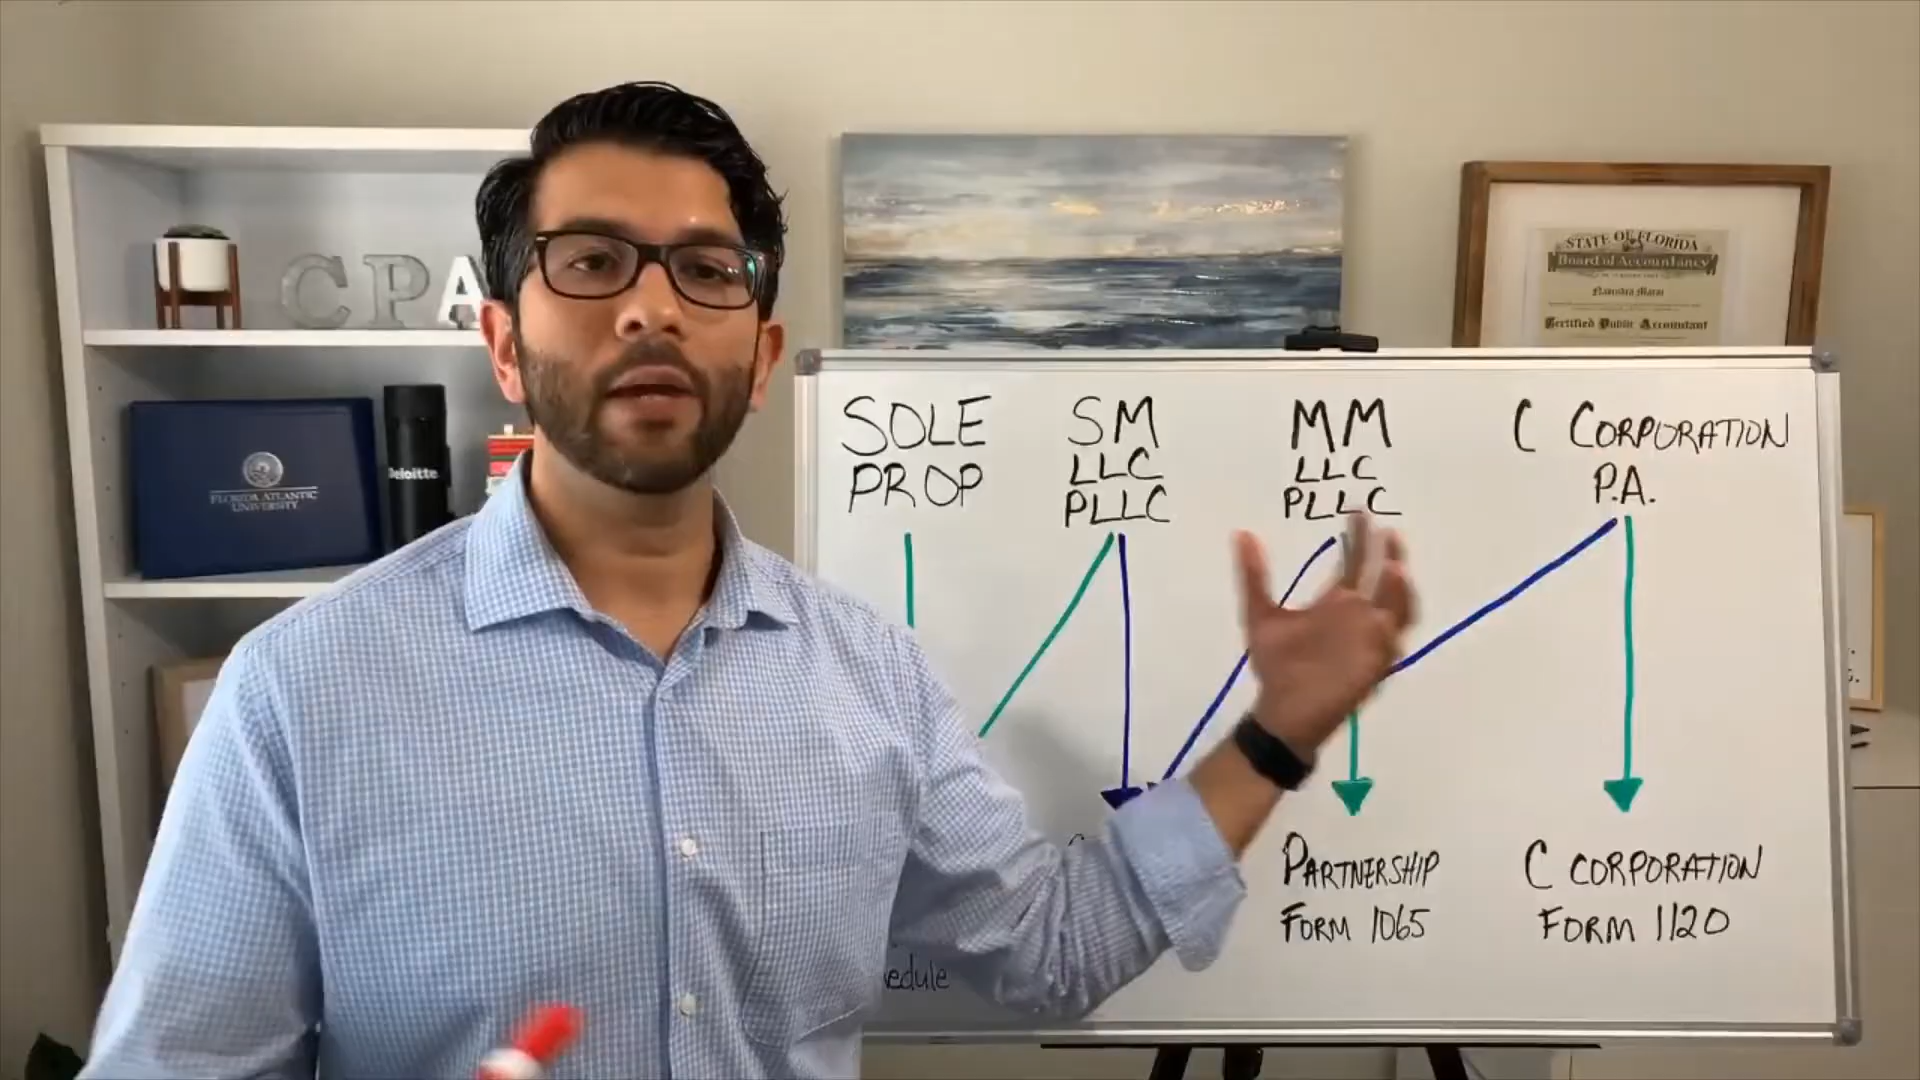 CPA
FLORIDA ATLANTIC
UNIVERSITY
Deloitte.
STATE OF FLORIDA
Board of Accountancy
Certified Public Accountant
SOLE
PROP
SM
LLC
PLLC
MM
LLC
PLLC
C CORPORATION
P.A.
PARTNERSHIP
FORM 1065
C CORPORATION
FORM 1120
edule